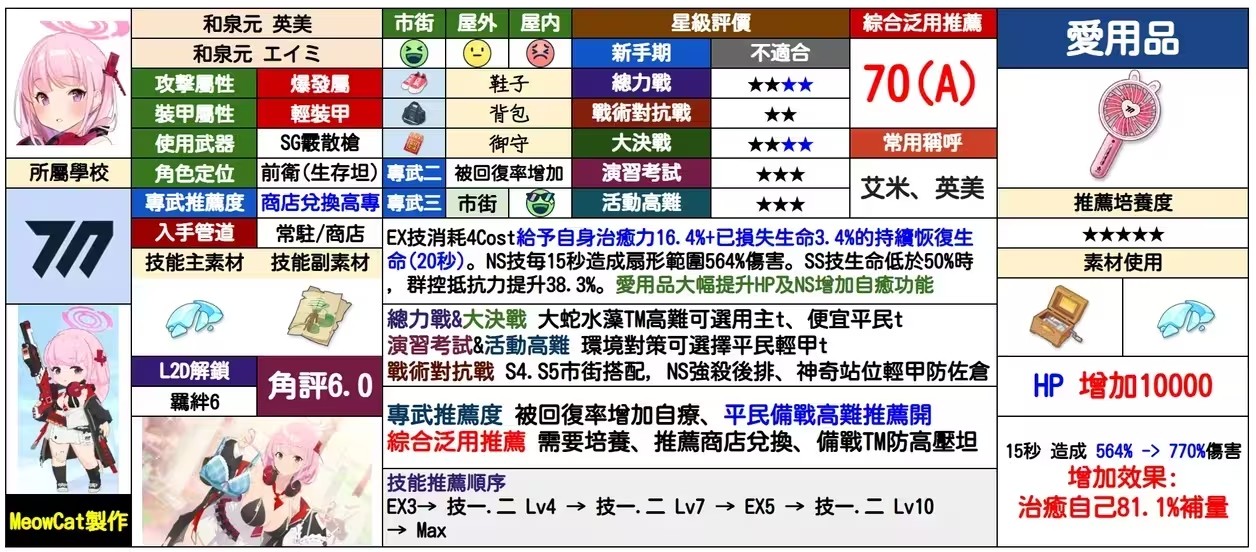 和泉元 英美
和泉元 エイミ
攻擊屬性 爆發屬
裝甲屬性 輕裝甲
使用武器 SG霰散槍
角色定位 前衛(生存坦)
專武推薦度 商店兌換高專
入手管道 常駐/商店
技能主素材 技能副素材
所屬學校
L2D解鎖
羈絆6
角評6.0
MeowCat製作
市街 屋外 屋内
鞋子
背包
御守
專武二 被回復率增加
專武三 市街
星級評價
新手期 不適合
總力戰 ★★★★
戰術對抗戰 ★★
大決戰 ★★★★
演習考試 ★★★
活動高難 ★★★
綜合泛用推薦
70(A)
常用稱呼
艾米、英美
EX技消耗4Cost給予自身治癒力16.4%+已損失生命3.4%的持續恢復生
命(20秒)。NS技每15秒造成扇形範圍564%傷害。SS技生命低於50%時
，群控抵抗力提升38.3%。愛用品大幅提升HP及NS增加自癒功能
總力戰&大決戰 大蛇水藻TM高難可選用主t、便宜平民t
演習考試&活動高難 環境對策可選擇平民輕甲t
戰術對抗戰 S4.S5市街搭配，NS強殺後排、神奇站位輕甲防佐倉
專武推薦度 被回復率增加自療、平民備戰高難推薦開
綜合泛用推薦 需要培養、推薦商店兌換、備戰TM防高壓坦
技能推薦順序
EX3→ 技一.二 Lv4 → 技一.二 Lv7 → EX5 → 技一.二 Lv10
→ Max
愛用品
推薦培養度
★★★★★
素材使用
HP 增加10000
15秒 造成 564% -> 770%傷害
增加效果:
治癒自己81.1%補量